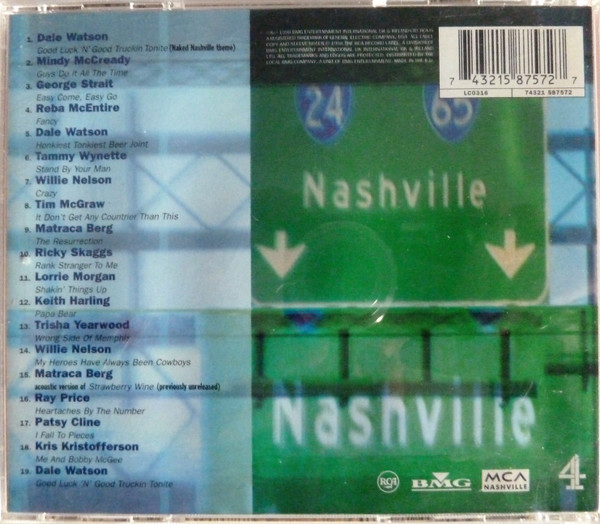 1. Dale Watson
Good Luck 'N' Good Truckin Tonite (Naked Nashville theme)
2. Mindy McCready
Guys Do It All The Time
3. George Strait
Easy Come, Easy Go
4. Reba McEntire
Fancy
5. Dale Watson
Honkiest Tonkiest Beer Joint
6. Tammy Wynette
Stand By Your Man
7. Willie Nelson
Crazy
8. Tim McGraw
It Don't Get Any Countrier Than This
9. Matraca Berg
The Resurrection
10. Ricky Skaggs
Rank Stranger To Me
11. Lorrie Morgan
Shakin' Things Up
12. Keith Harling
Papa Bear
13. Trisha Yearwood
Wrong Side Of Memphis
14. Willie Nelson
My Heroes Have Always Been Cowboys
15. Matraca Berg
acoustic version of Strawberry Wine (previously unreleased)
16. Ray Price
Heartaches By The Number
17. Patsy Cline
I Fall To Pieces
18. Kris Kristofferson
Me And Bobby McGee
19. Dale Watson
Good Luck 'N' Good Truckin Tonite
7 43215 87572 7
LC0316 74321 587572
24 65
Nashville
Nashville
RCA BMG MCA
NASHVILLE
4